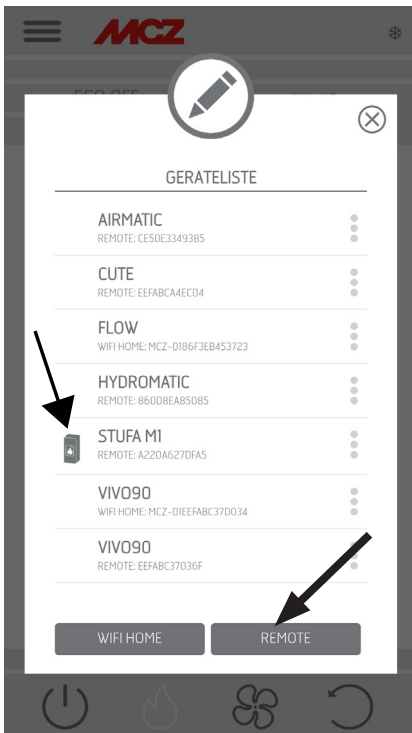 MCZ
GERATELISTE
AIRMATIC
REMOTE: CE50E3349385
CUTE
REMOTE: EEFABCA4EC04
FLOW
WIFI HOME: MCZ-0186F3EB453723
HYDROMATIC
REMOTE: 860D8EA85085
STUFA M1
REMOTE: A220A627DFA5
VIVO90
WIFI HOME: MCZ-01EEFABC37D034
VIVO90
REMOTE: EEFABC37036F
WIFI HOME REMOTE